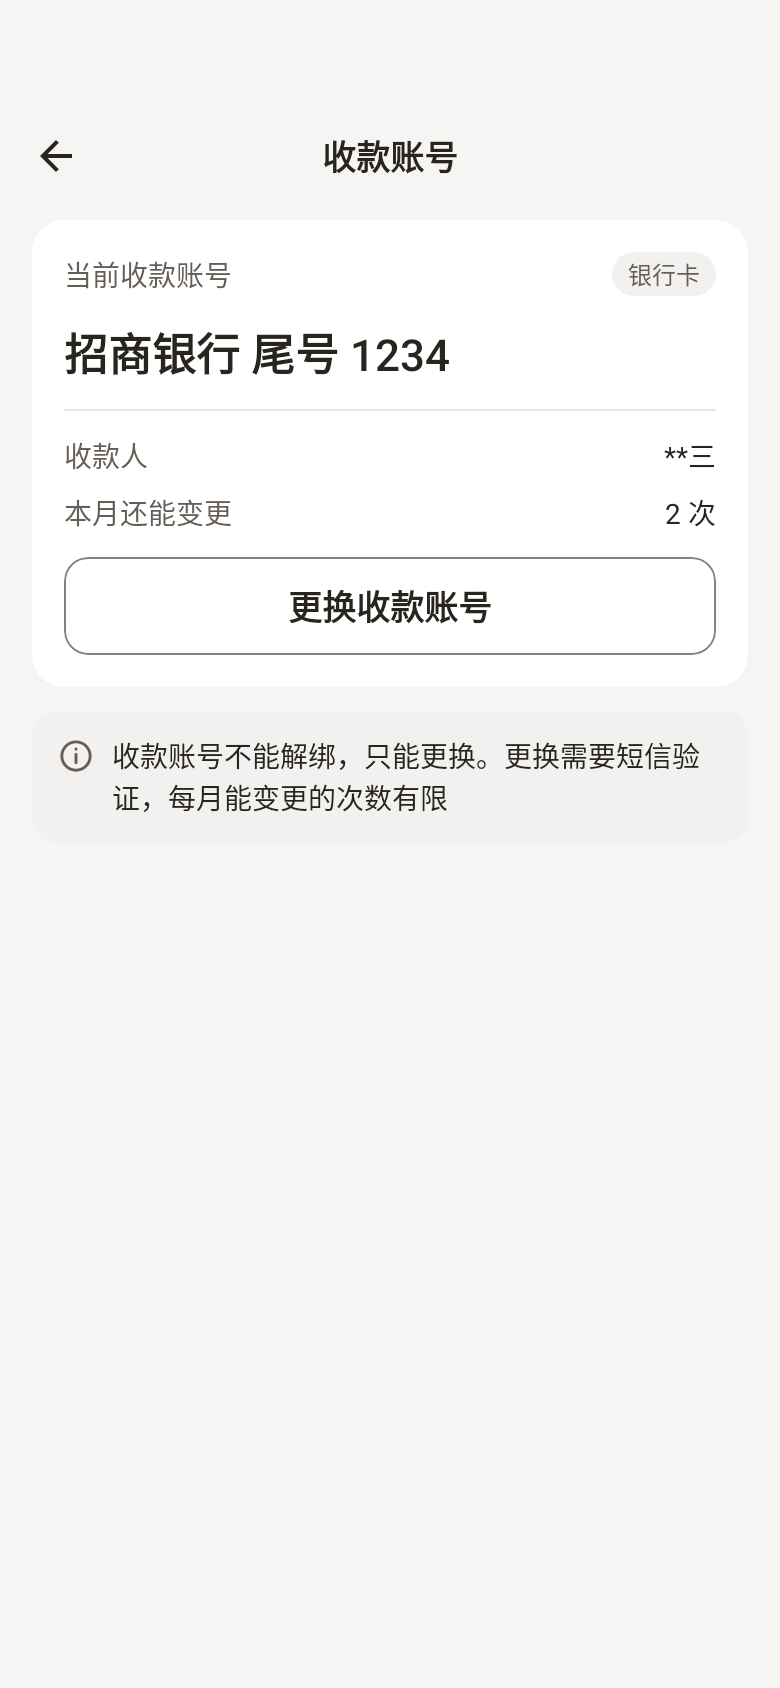 收款账号
当前收款账号
银行卡
招商银行 尾号 1234
收款人
**三
本月还能变更
2 次
更换收款账号
收款账号不能解绑，只能更换。更换需要短信验
证，每月能变更的次数有限